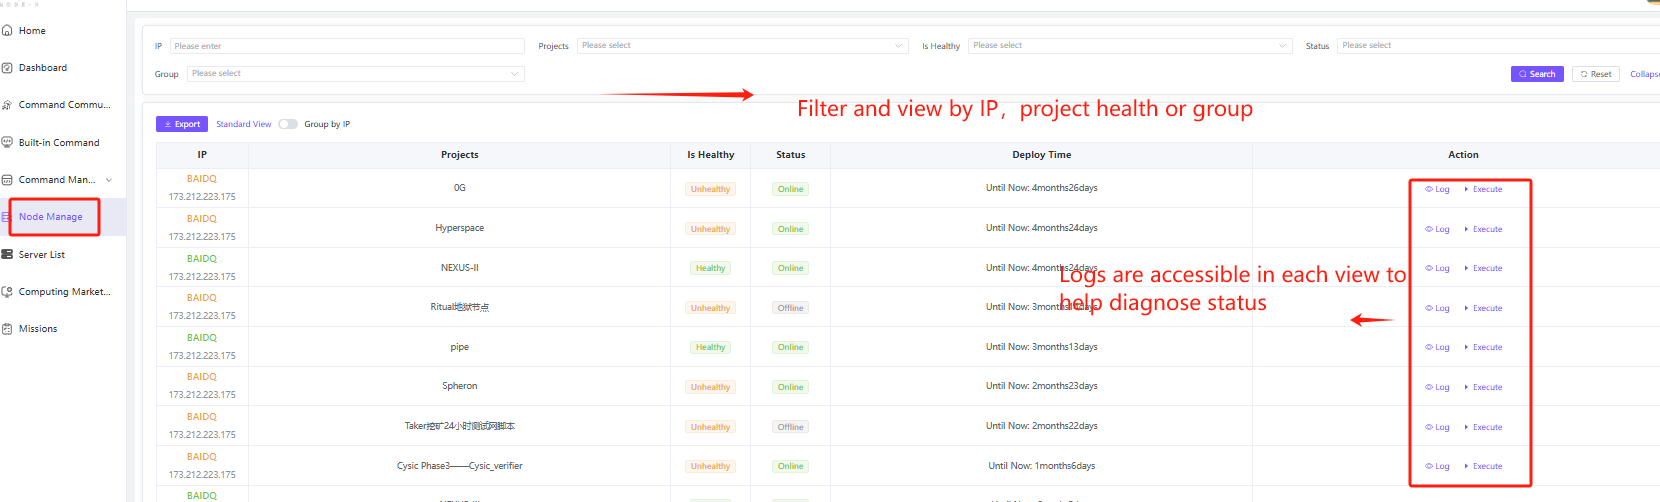 Home
Dashboard
Command Commu...
Built-in Command
Command Man...
Node Manage
Server List
Computing Market...
Missions
IP Please enter Projects Please select Is Healthy Please select Status Please select
Group Please select Search Reset Collapse
Filter and view by IP，project health or group
Export Standard View Group by IP
IP Projects Is Healthy Status Deploy Time Action
BAIDQ
173.212.223.175 0G Unhealthy Online Until Now: 4months26days Log Execute
BAIDQ
173.212.223.175 Hyperspace Unhealthy Online Until Now: 4months24days Log Execute
BAIDQ
173.212.223.175 NEXUS-II Healthy Online Until Now: 4months24days Log Execute
Logs are accessible in each view to
help diagnose status
BAIDQ
173.212.223.175 Ritual地狱节点 Unhealthy Offline Until Now: Log Execute
BAIDQ
173.212.223.175 pipe Healthy Online Until Now: 3months13days Log Execute
BAIDQ
173.212.223.175 Spheron Unhealthy Online Until Now: 2months23days Log Execute
BAIDQ
173.212.223.175 Taker挖矿24小时测试网脚本 Unhealthy Offline Until Now: 2months22days Log Execute
BAIDQ
173.212.223.175 Cysic Phase3——Cysic_verifier Unhealthy Online Until Now: 1months6days Log Execute
BAIDQ